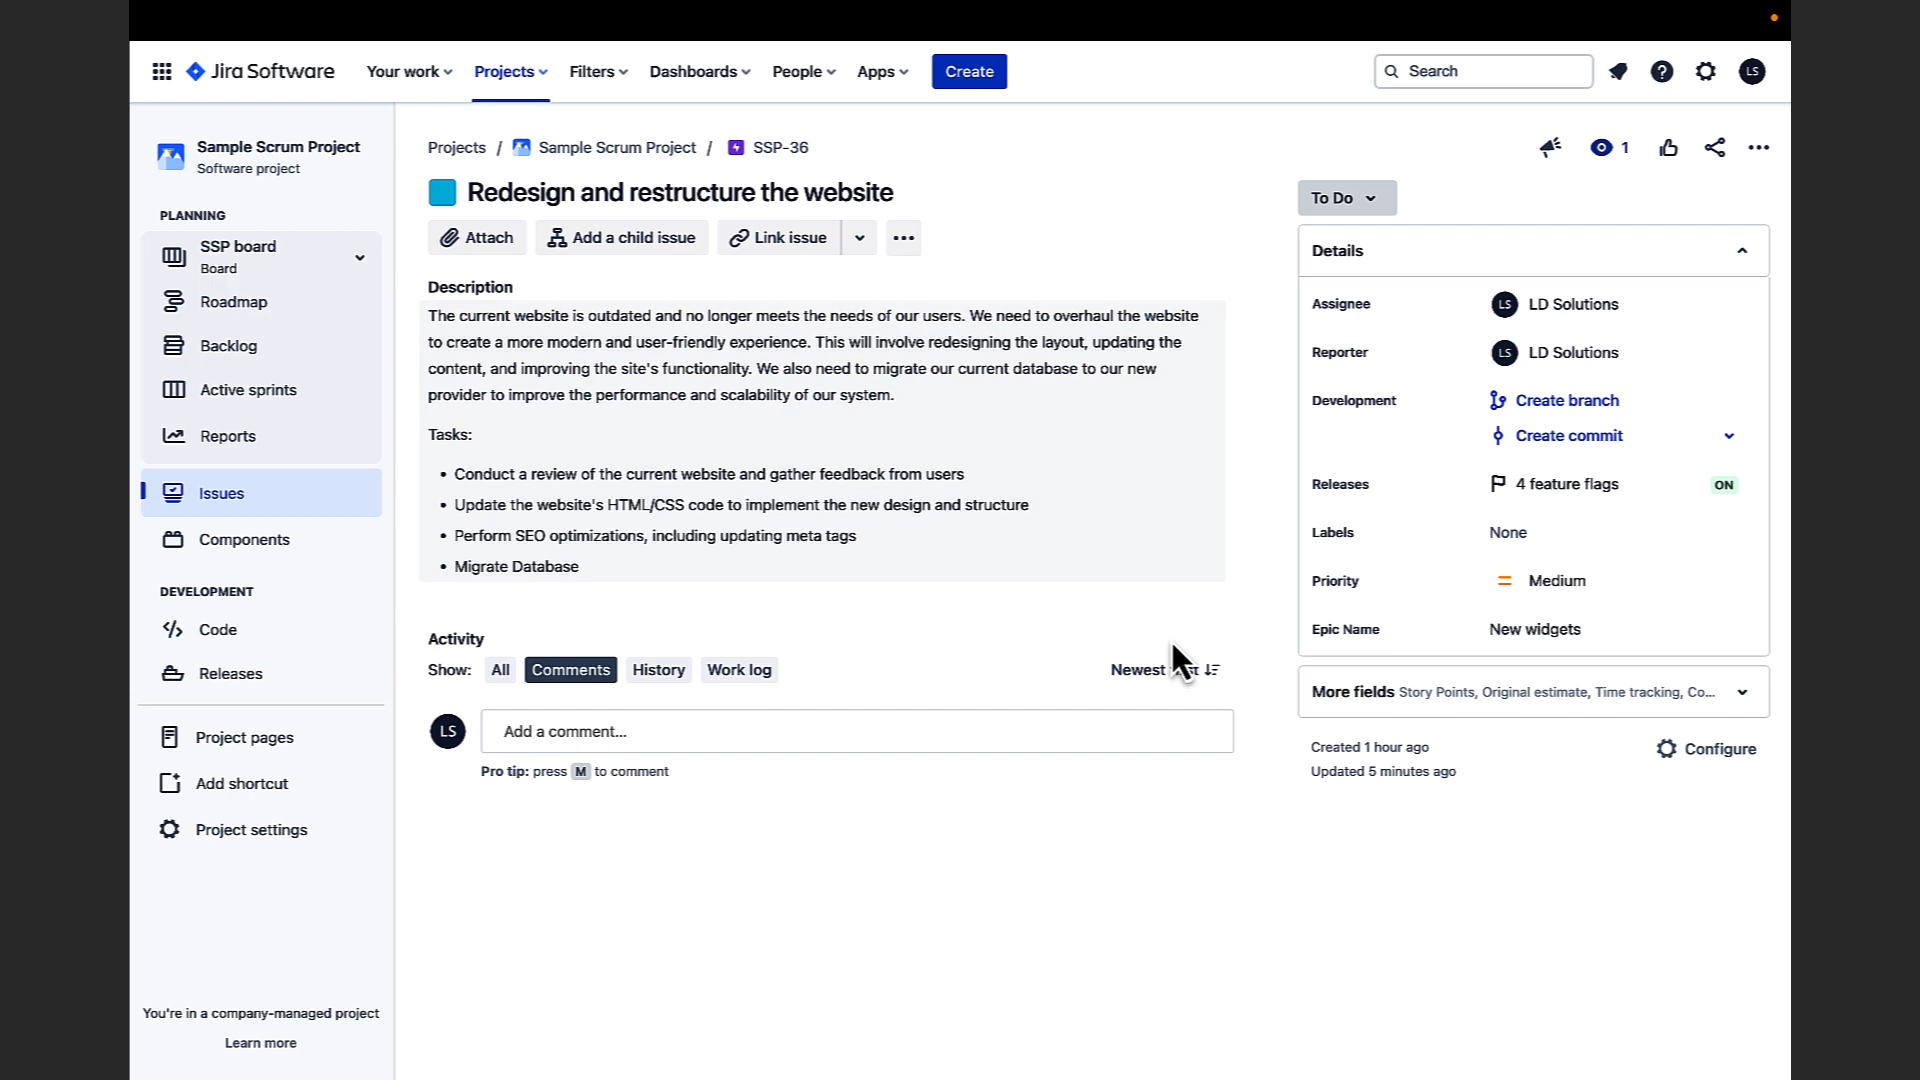 Jira Software
Your work
Projects
Filters
Dashboards
People
Apps
Create
Search
LS
Sample Scrum Project
Software project
PLANNING
SSP board
Board
Roadmap
Backlog
Active sprints
Reports
Issues
Components
DEVELOPMENT
Code
Releases
Project pages
Add shortcut
Project settings
You're in a company-managed project
Learn more
Projects / Sample Scrum Project / SSP-36
Redesign and restructure the website
Attach
Add a child issue
Link issue
Description
The current website is outdated and no longer meets the needs of our users. We need to overhaul the website
to create a more modern and user-friendly experience. This will involve redesigning the layout, updating the
content, and improving the site's functionality. We also need to migrate our current database to our new
provider to improve the performance and scalability of our system.
Tasks:
• Conduct a review of the current website and gather feedback from users
• Update the website's HTML/CSS code to implement the new design and structure
• Perform SEO optimizations, including updating meta tags
• Migrate Database
Activity
Show: All Comments History Work log
Newest
LS
Add a comment...
Pro tip: press M to comment
1
To Do
Details
Assignee LS LD Solutions
Reporter LS LD Solutions
Development Create branch
Create commit
Releases 4 feature flags ON
Labels None
Priority Medium
Epic Name New widgets
More fields Story Points, Original estimate, Time tracking, Co...
Created 1 hour ago
Configure
Updated 5 minutes ago